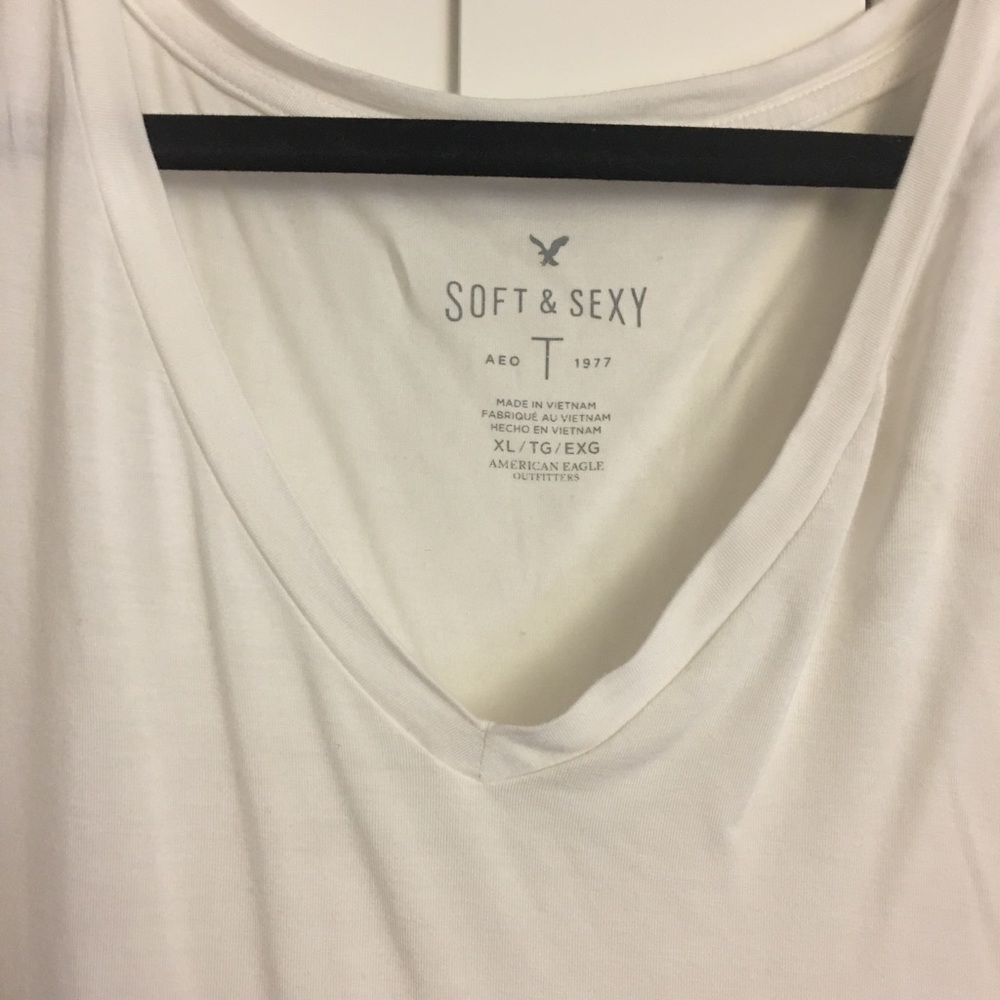 SOFT & SEXY
AEO T 1977
MADE IN VIETNAM
FABRIQUÉ AU VIETNAM
HECHO EN VIETNAM
XL/TG/EXG
AMERICAN EAGLE
OUTFITTERS